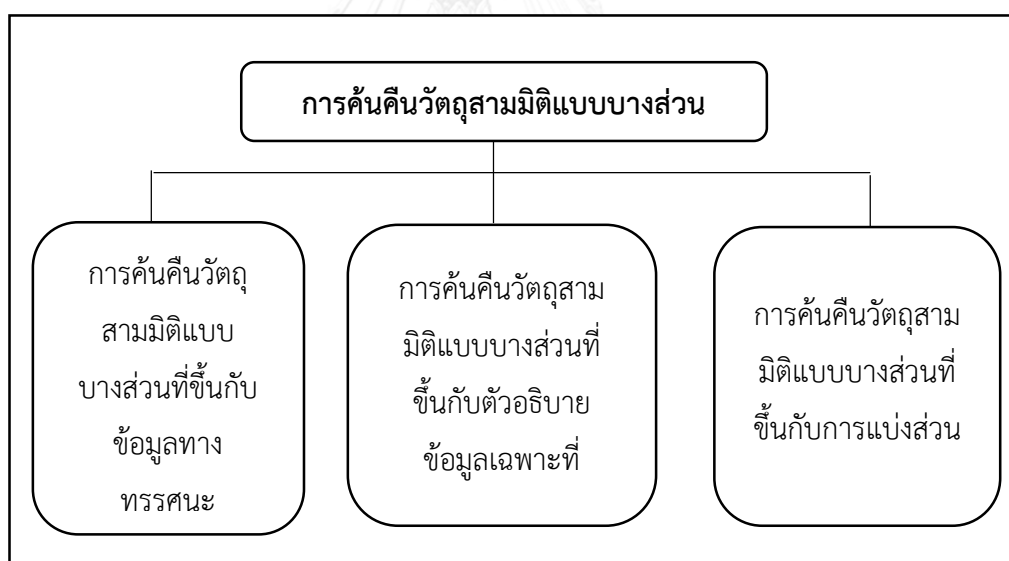 การค้นคืนวัตถุสามมิติแบบบางส่วน
การค้นคืนวัตถุ
สามมิติแบบ
บางส่วนที่ขึ้นกับ
ข้อมูลทาง
ทรรศนะ
การค้นคืนวัตถุสาม
มิติแบบบางส่วนที่
ขึ้นกับตัวอธิบาย
ข้อมูลเฉพาะที่
การค้นคืนวัตถุสาม
มิติแบบบางส่วนที่
ขึ้นกับการแบ่งส่วน